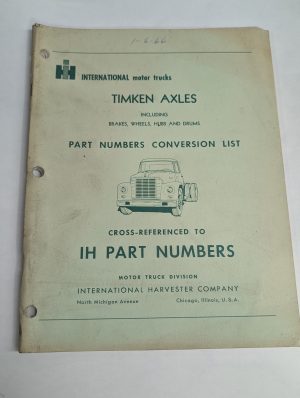 1-6-66
IH INTERNATIONAL motor trucks
TIMKEN AXLES
INCLUDING
BRAKES, WHEELS, HUBS AND DRUMS
PART NUMBERS CONVERSION LIST
CROSS-REFERENCED TO
IH PART NUMBERS
MOTOR TRUCK DIVISION
INTERNATIONAL HARVESTER COMPANY
North Michigan Avenue Chicago, Illinois, U.S.A.